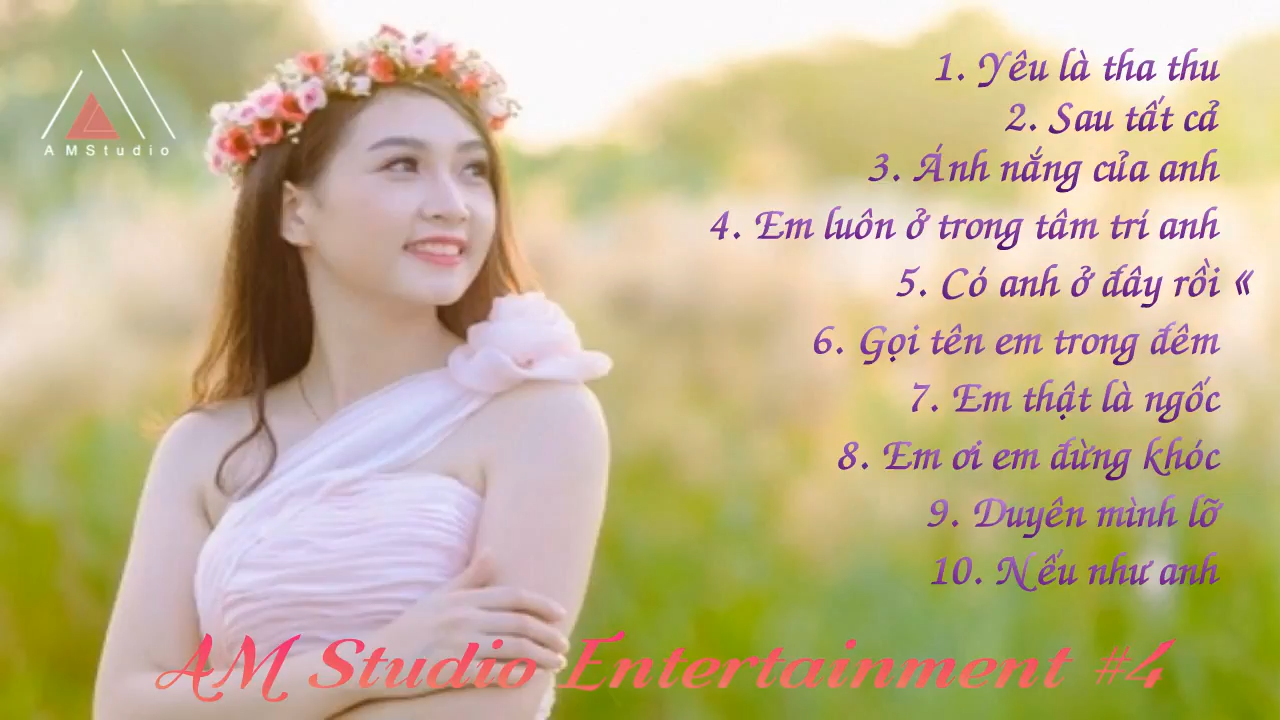 AMStudio
1. Yêu là tha thu
2. Sau tất cả
3. Ánh nắng của anh
4. Em luôn ở trong tâm trí anh
5. Có anh ở đây rồi «
6. Gọi tên em trong đêm
7. Em thật là ngốc
8. Em ơi em đừng khóc
9. Duyên mình lỡ
10. Nếu như anh
AM Studio Entertainment #4